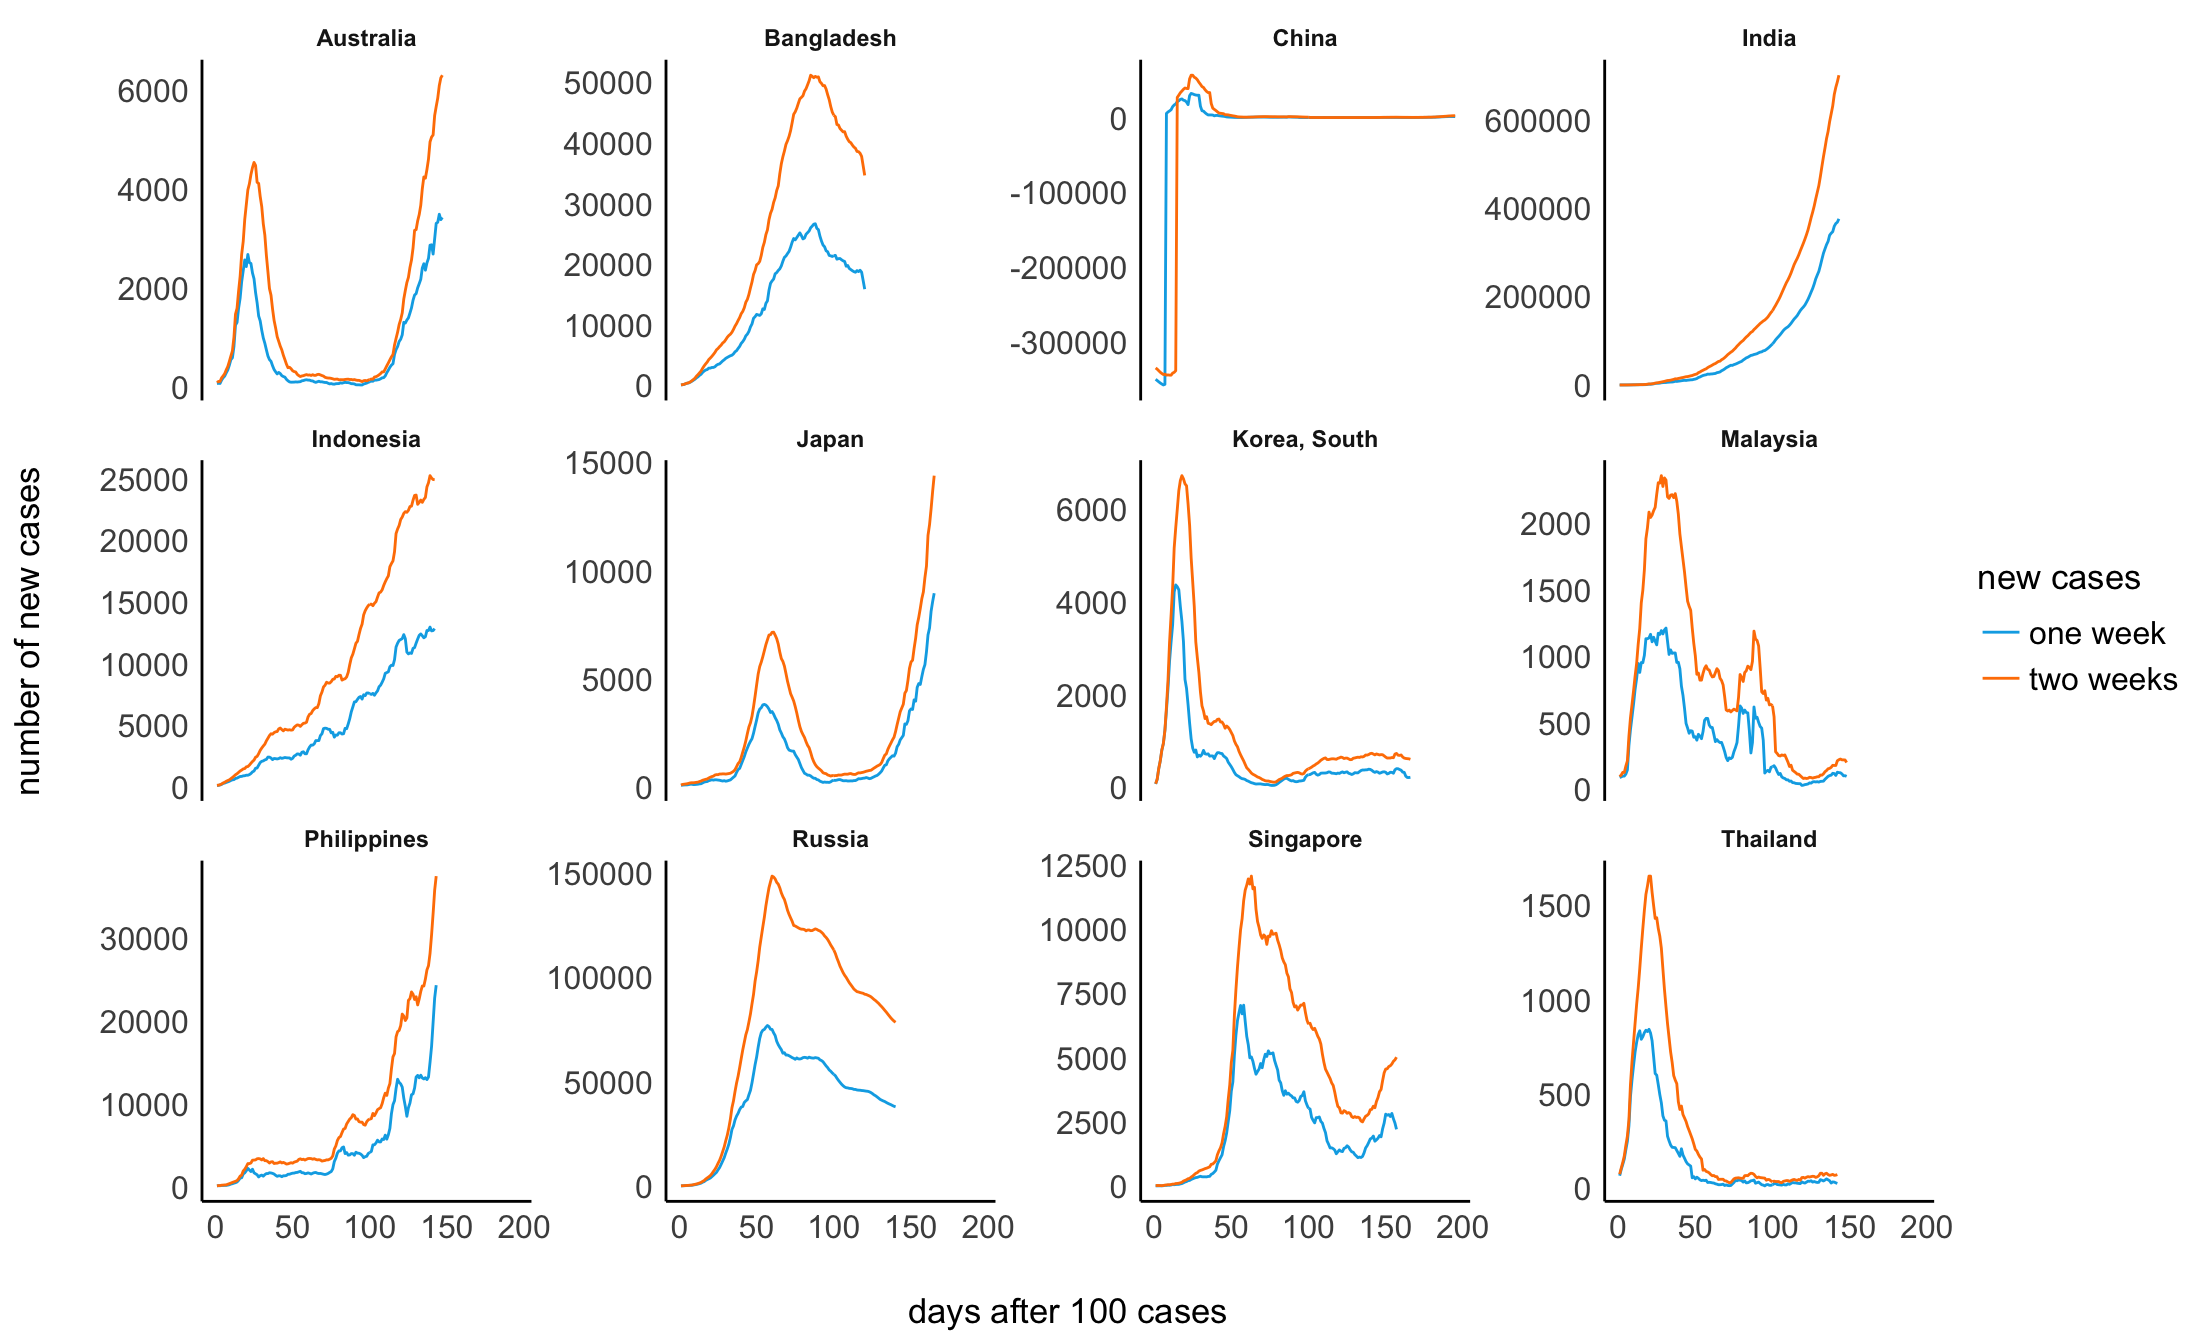 Australia
6000
4000
2000
0
Bangladesh
50000
40000
30000
20000
10000
0
China
0
-100000
-200000
-300000
India
600000
400000
200000
0
Indonesia
25000
20000
15000
10000
5000
0
Japan
15000
10000
5000
0
Korea, South
6000
4000
2000
0
Malaysia
2000
1500
1000
500
0
Philippines
30000
20000
10000
0
0 50 100 150 200
Russia
150000
100000
50000
0
0 50 100 150 200
Singapore
12500
10000
7500
5000
2500
0
0 50 100 150 200
Thailand
1500
1000
500
0
0 50 100 150 200
number of new cases
days after 100 cases
new cases
one week
two weeks